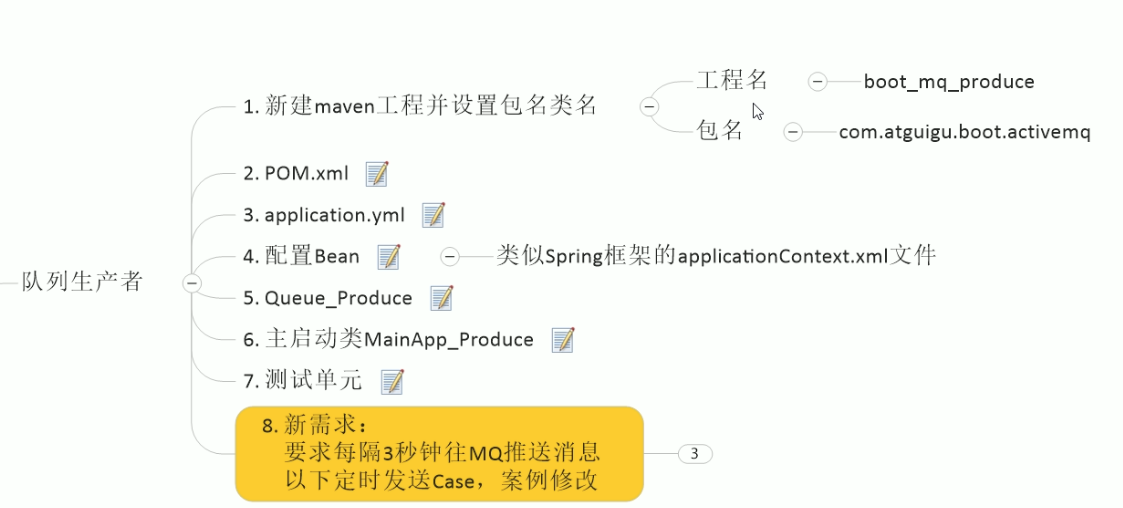 工程名
boot_mq_produce
1. 新建maven工程并设置包名类名
包名
com.atguigu.boot.activemq
2. POM.xml
3. application.yml
4. 配置Bean
类似Spring框架的applicationContext.xml文件
队列生产者
5. Queue_Produce
6. 主启动类MainApp_Produce
7. 测试单元
8. 新需求：
要求每隔3秒钟往MQ推送消息
以下定时发送Case，案例修改
3